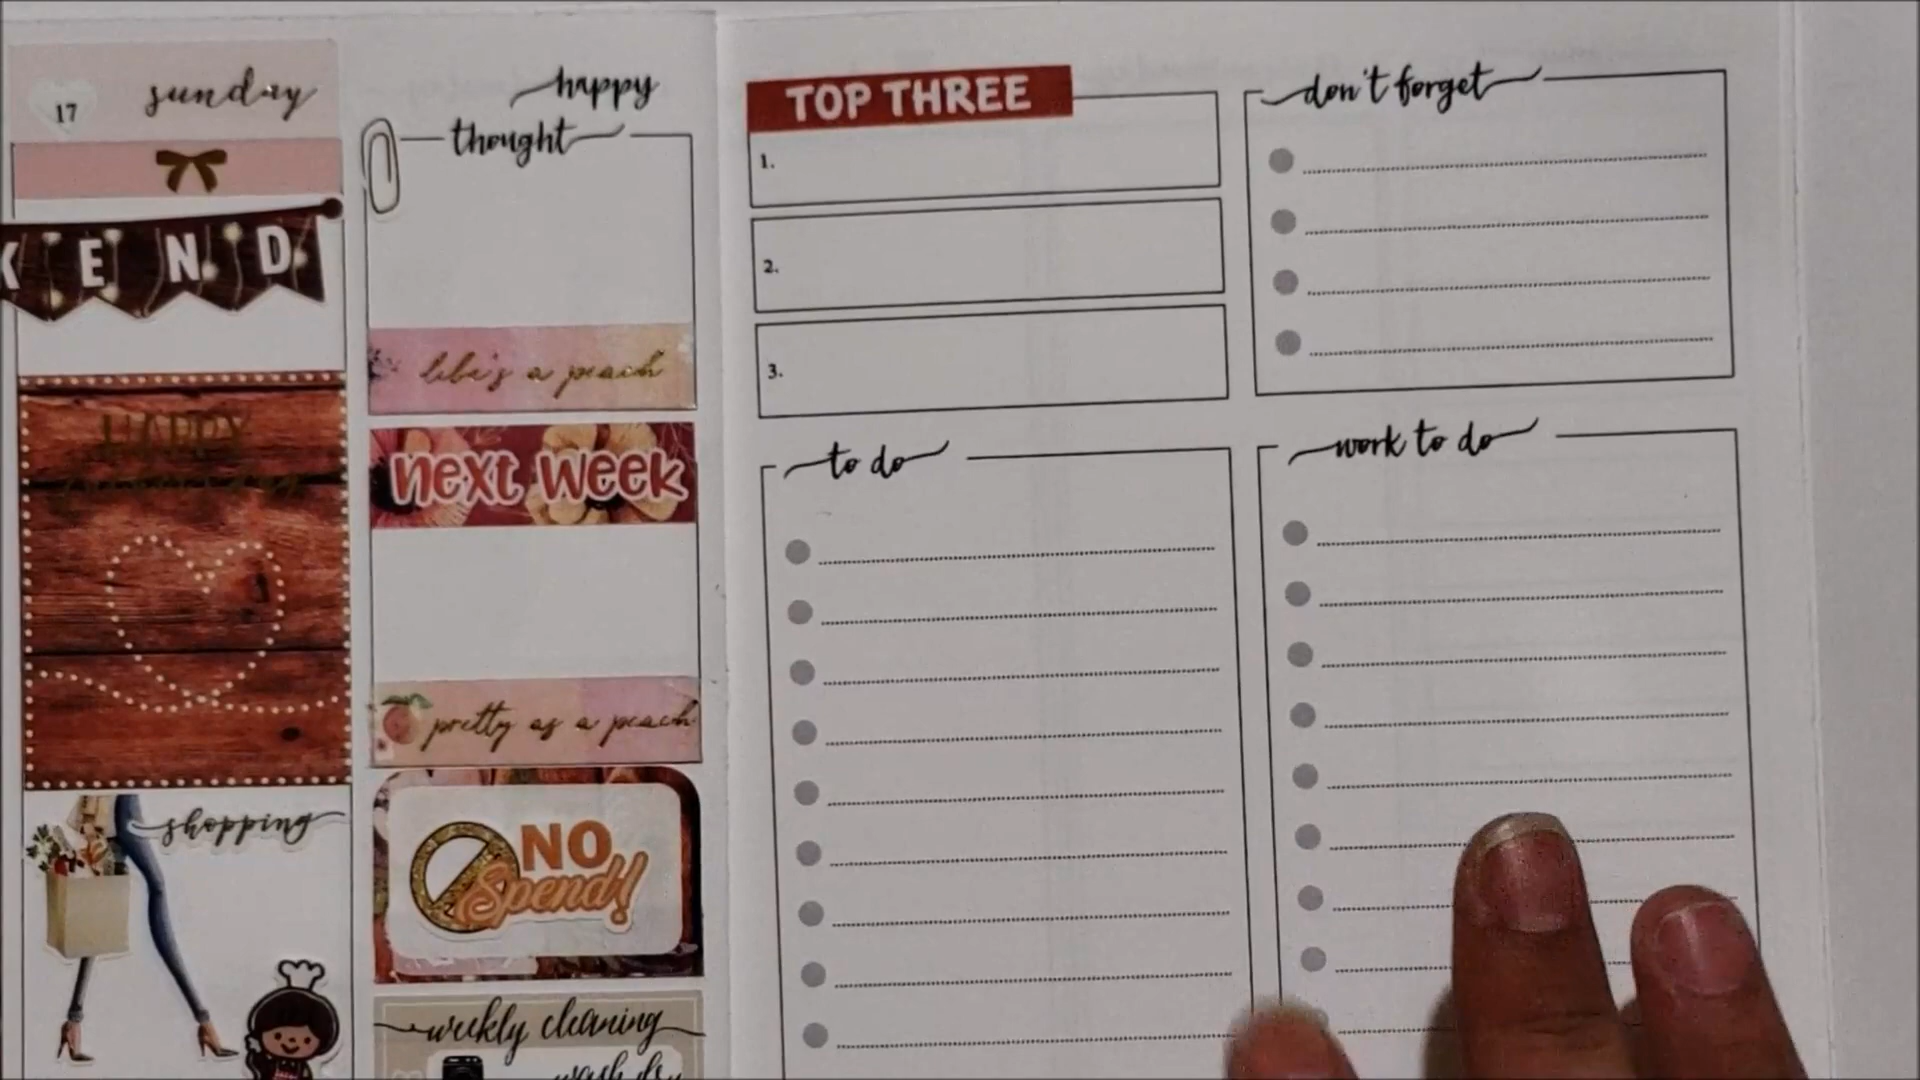 17 sunday
KEND
HAPPY
shopping
happy
thought
life's a peach
next week
pretty as a peach
NO
Spend!
weekly cleaning
TOP THREE
1.
2.
3.
don't forget
to do
work to do